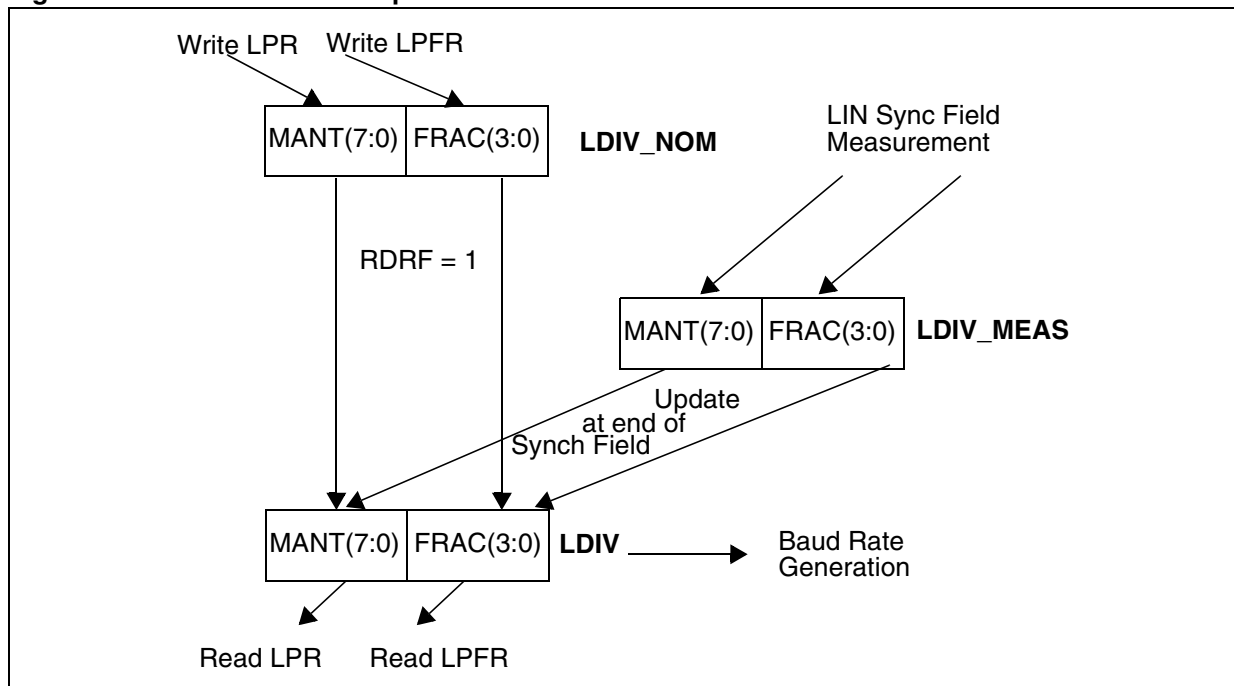 Write LPR Write LPFR
MANT(7:0) FRAC(3:0) LDIV_NOM
LIN Sync Field
Measurement
RDRF = 1
MANT(7:0) FRAC(3:0) LDIV_MEAS
Update
at end of
Synch Field
MANT(7:0) FRAC(3:0) LDIV
Baud Rate
Generation
Read LPR Read LPFR